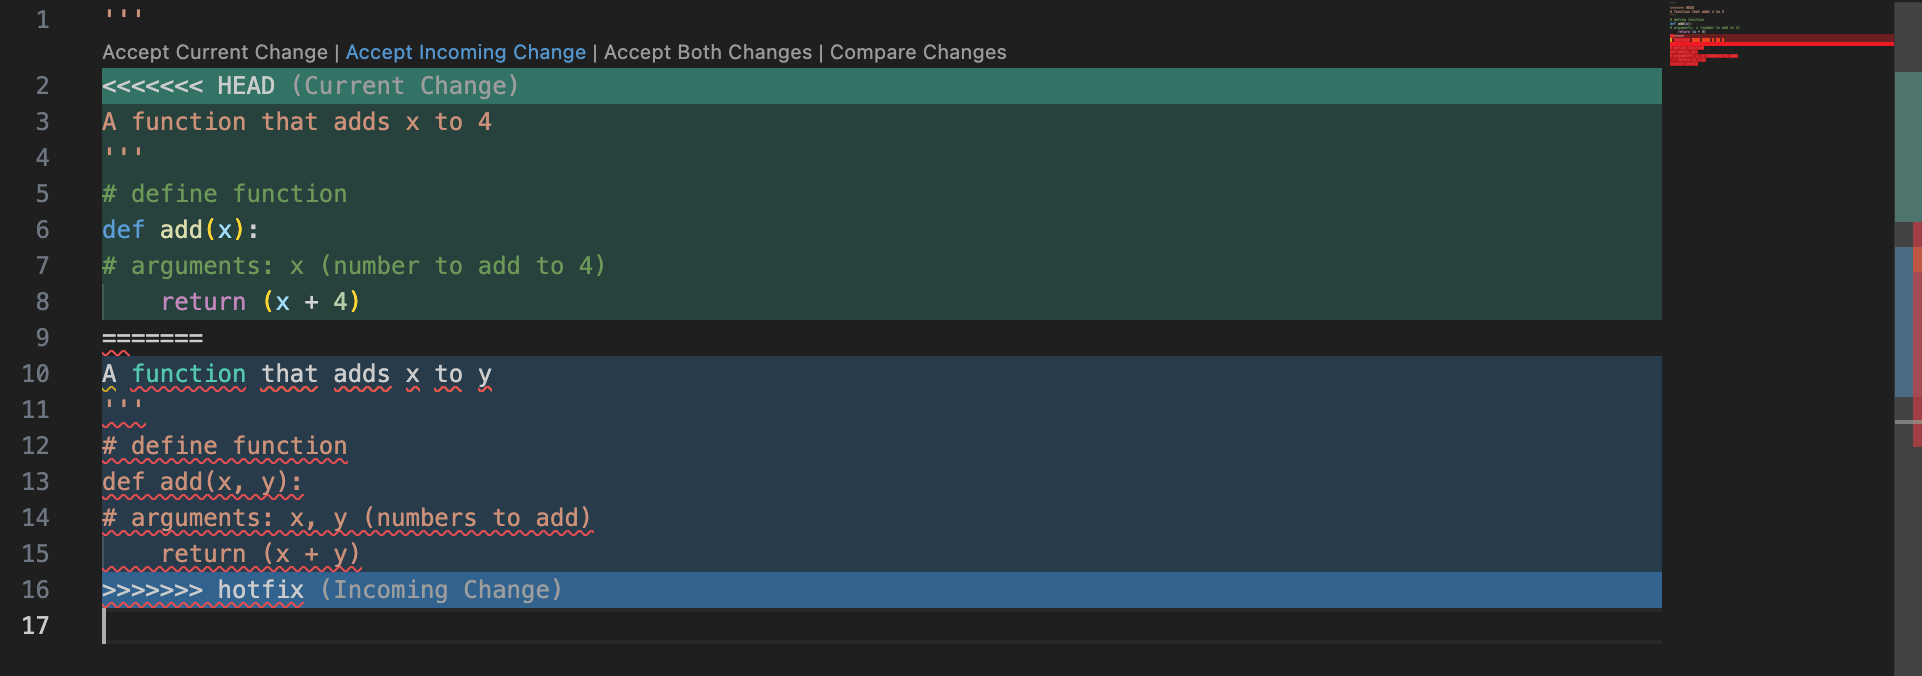 1 '''
Accept Current Change | Accept Incoming Change | Accept Both Changes | Compare Changes
2 <<<<<<< HEAD (Current Change)
3 A function that adds x to 4
4 '''
5 # define function
6 def add(x):
7 # arguments: x (number to add to 4)
8     return (x + 4)
9 =======
10 A function that adds x to y
11 '''
12 # define function
13 def add(x, y):
14 # arguments: x, y (numbers to add)
15     return (x + y)
16 >>>>>>> hotfix (Incoming Change)
17